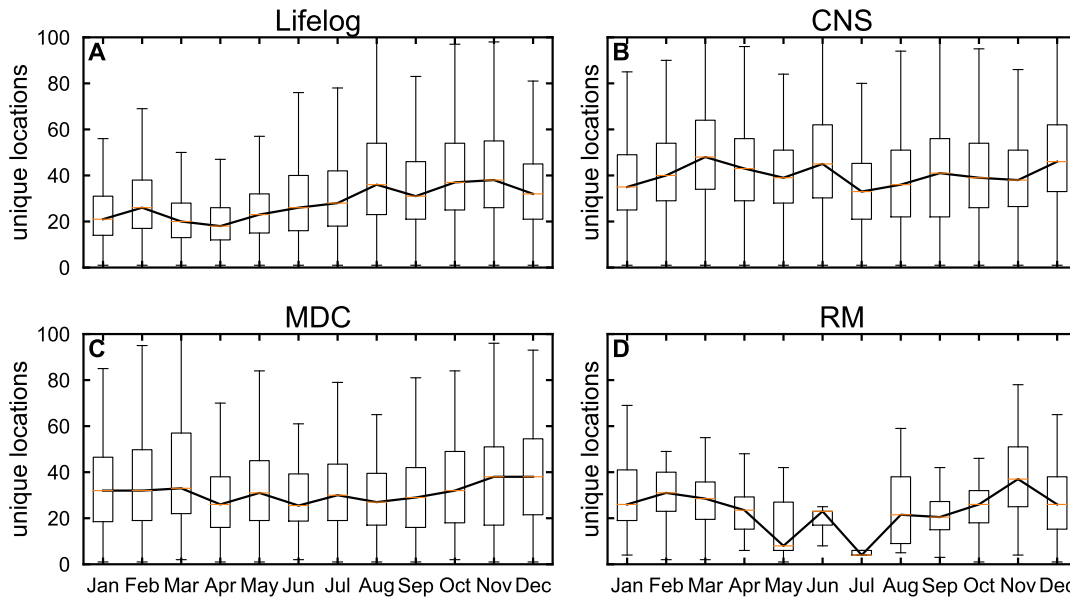 Lifelog
A
100
80
60
40
20
0
unique locations
CNS
B
unique locations
MDC
C
100
80
60
40
20
0
unique locations
Jan Feb Mar Apr May Jun Jul Aug Sep Oct Nov Dec
RM
D
unique locations
Jan Feb Mar Apr May Jun Jul Aug Sep Oct Nov Dec